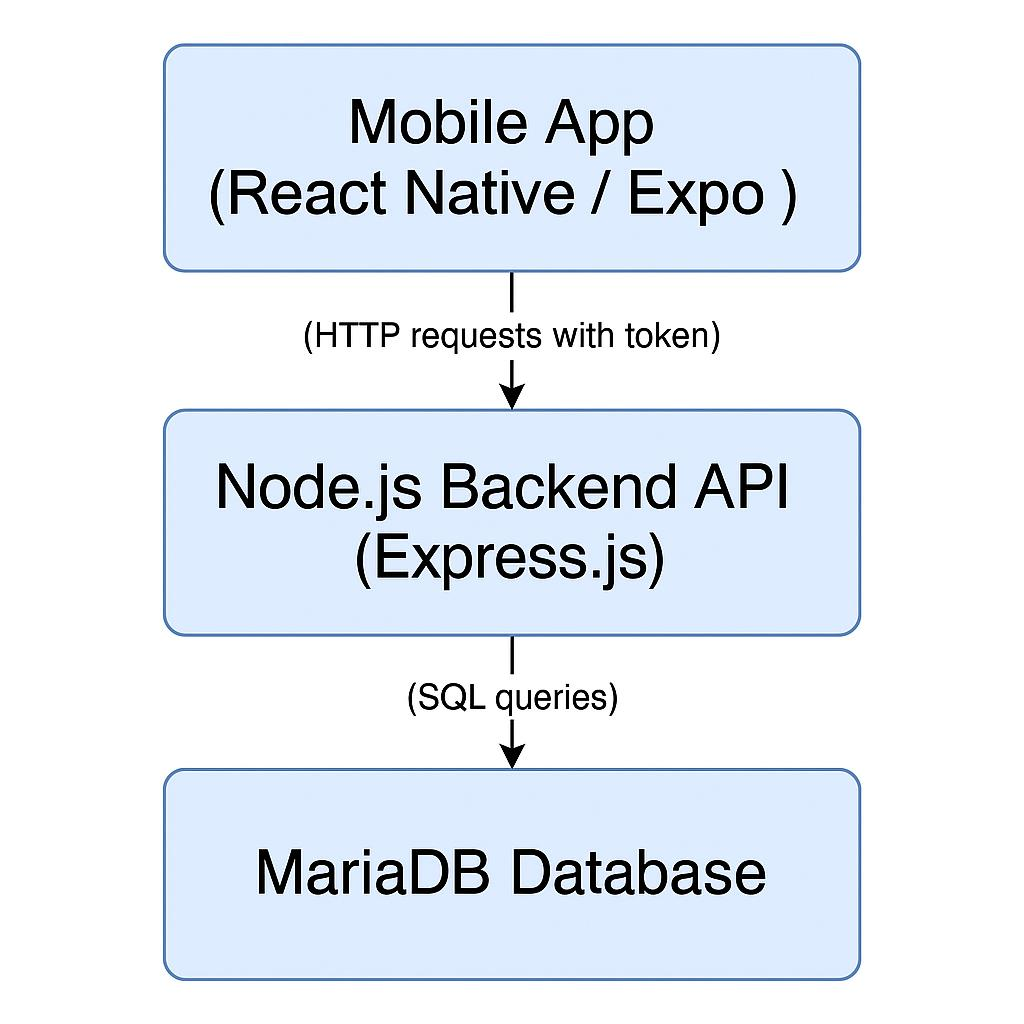 Mobile App
(React Native / Expo )
(HTTP requests with token)
Node.js Backend API
(Express.js)
(SQL queries)
MariaDB Database